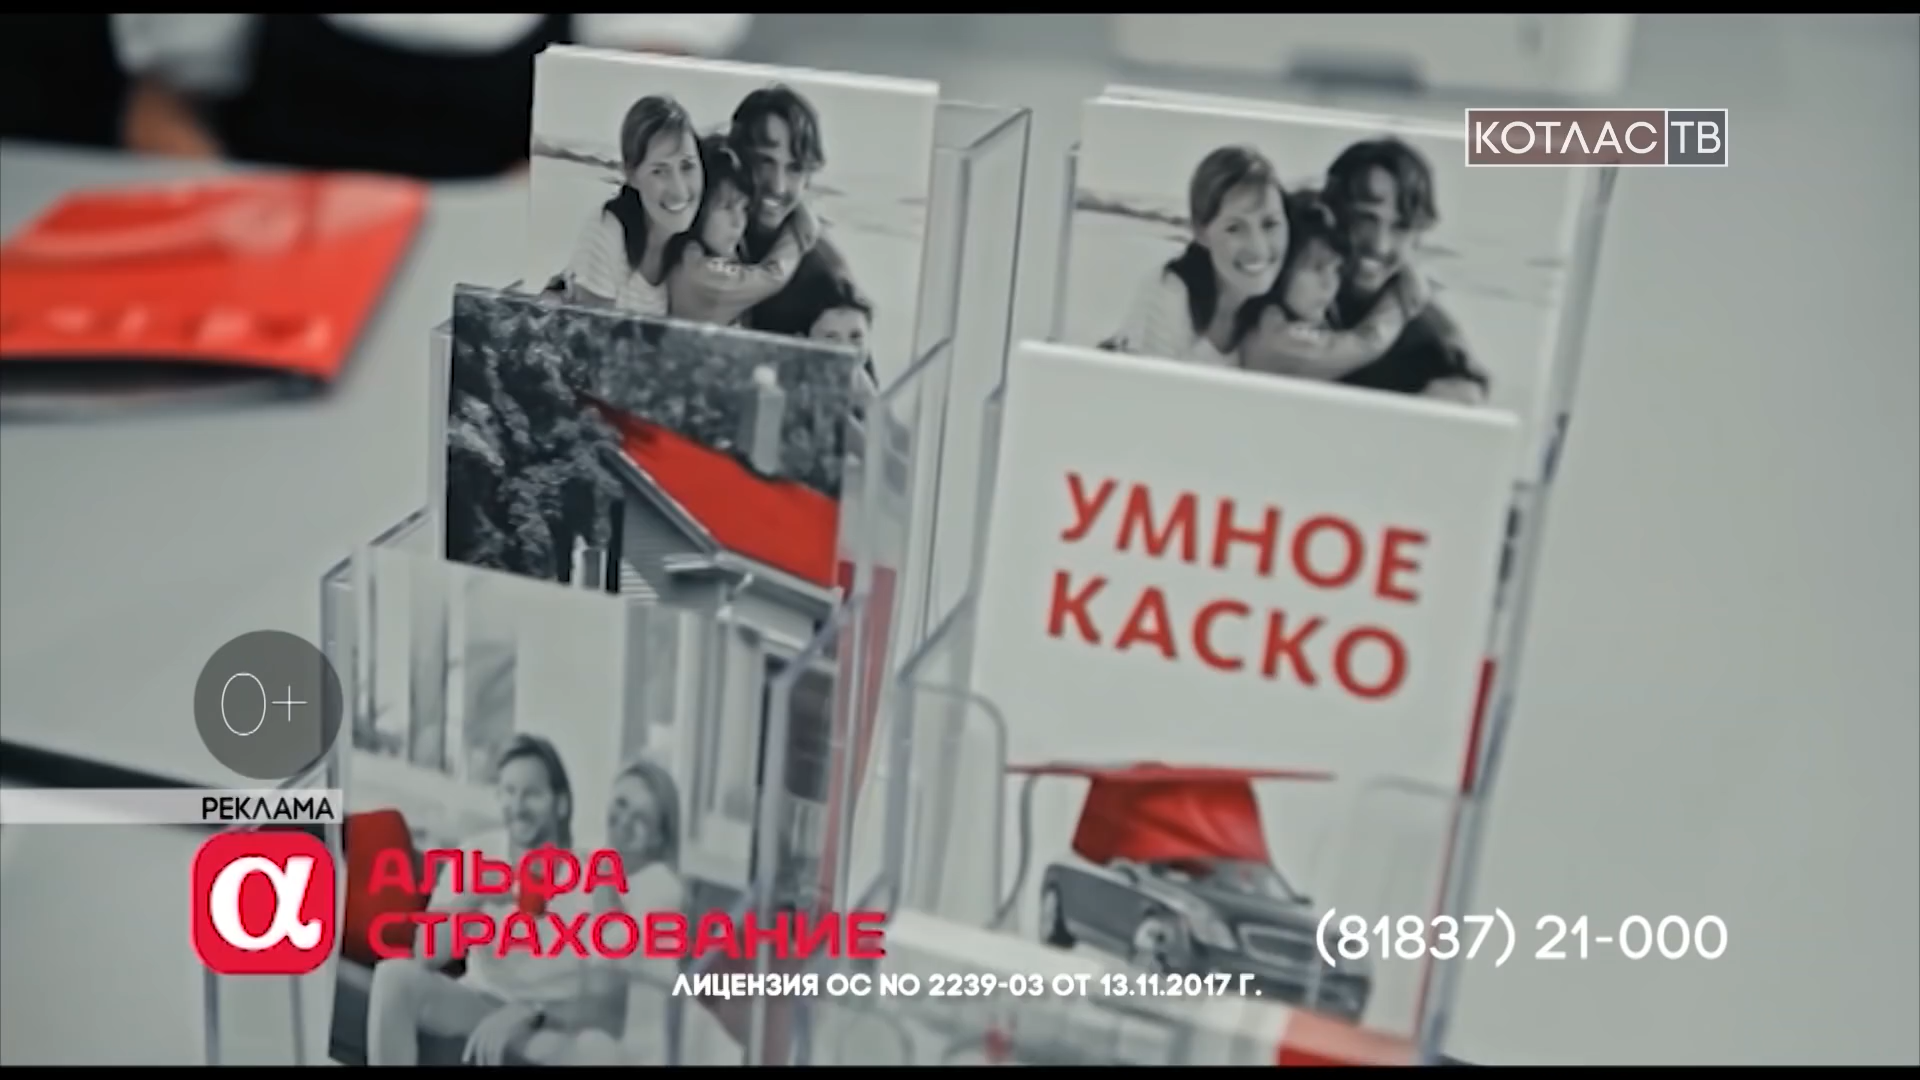 КОТЛАС ТВ
УМНОЕ
КАСКО
0+
РЕКЛАМА
α АЛЬФА
СТРАХОВАНИЕ
(81837) 21-000
ЛИЦЕНЗИЯ ОС NO 2239-03 ОТ 13.11.2017 Г.